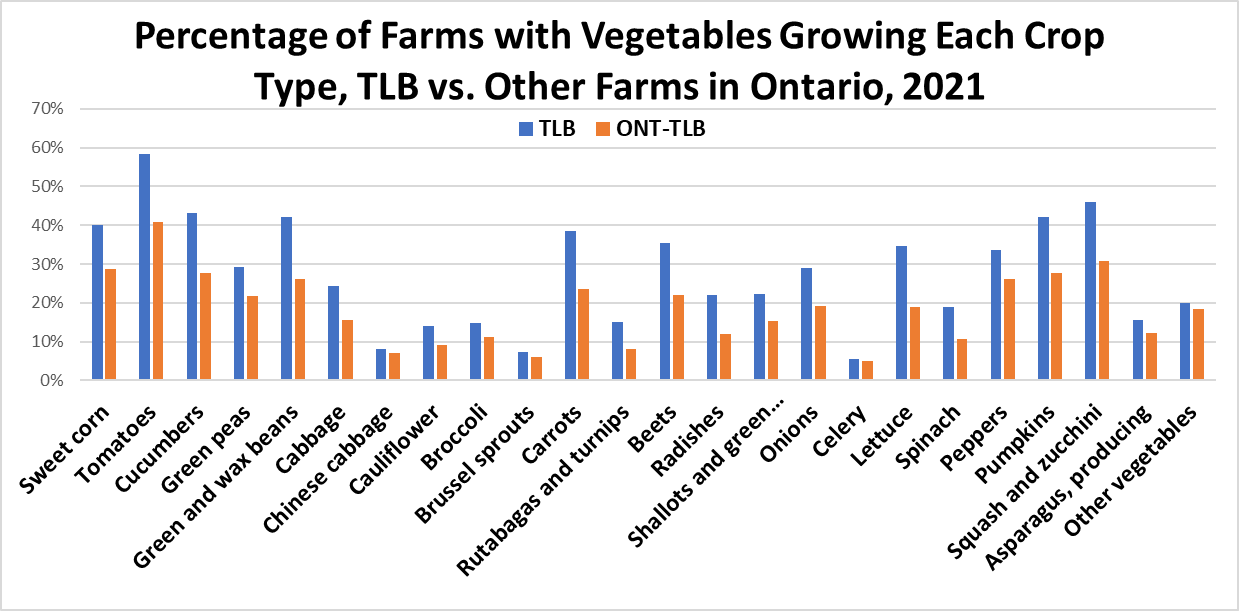 Percentage of Farms with Vegetables Growing Each Crop
Type, TLB vs. Other Farms in Ontario, 2021
TLB
ONT-TLB
70%
60%
50%
40%
30%
20%
10%
0%
Sweet corn
Tomatoes
Cucumbers
Green peas
Green and wax beans
Cabbage
Chinese cabbage
Cauliflower
Broccoli
Brussel sprouts
Carrots
Rutabagas and turnips
Beets
Radishes
Shallots and green...
Onions
Celery
Lettuce
Spinach
Peppers
Pumpkins
Squash and zucchini
Asparagus, producing
Other vegetables